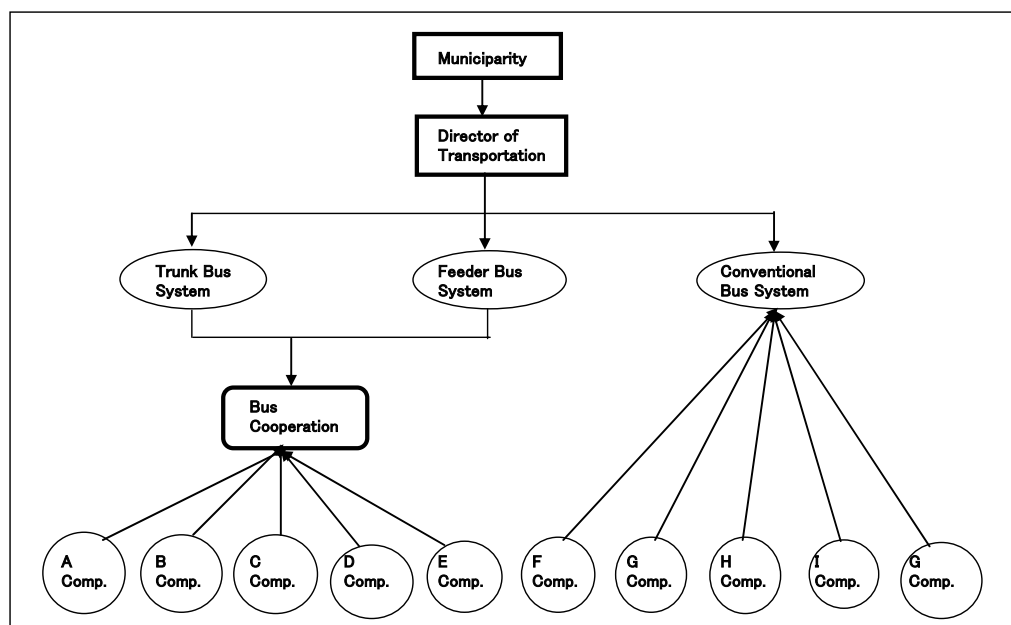 Municiparity
Director of
Transportation
Trunk Bus
System
Feeder Bus
System
Conventional
Bus System
Bus
Cooperation
A
Comp.
B
Comp.
C
Comp.
D
Comp.
E
Comp.
F
Comp.
G
Comp.
H
Comp.
I
Comp.
G
Comp.